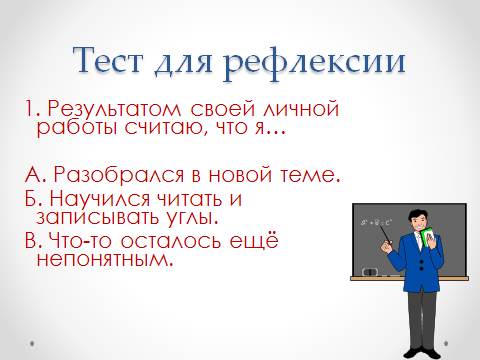 Тест для рефлексии
1. Результатом своей личной
работы считаю, что я…
А. Разобрался в новой теме.
Б. Научился читать и
записывать углы.
В. Что-то осталось ещё
непонятным.